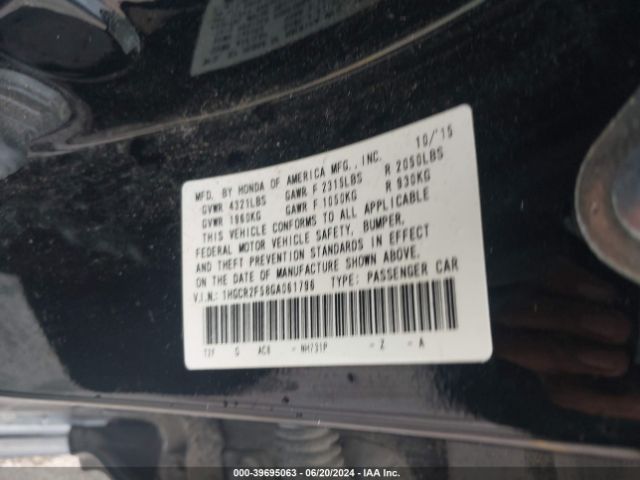 MFD. BY HONDA OF AMERICA MFG., INC. 10/'15
GVWR 4321LBS GAWR F 2315LBS R 2050LBS
GVWR 1960KG GAWR F 1050KG R 930KG
THIS VEHICLE CONFORMS TO ALL APPLICABLE
FEDERAL MOTOR VEHICLE SAFETY, BUMPER,
AND THEFT PREVENTION STANDARDS IN EFFECT
ON THE DATE OF MANUFACTURE SHOWN ABOVE.
V.I.N.: 1HGCR2F58GA061796 TYPE: PASSENGER CAR
T2F G AC8 - NH731P - Z - A
000-39695063 - 06/20/2024 - IAA Inc.